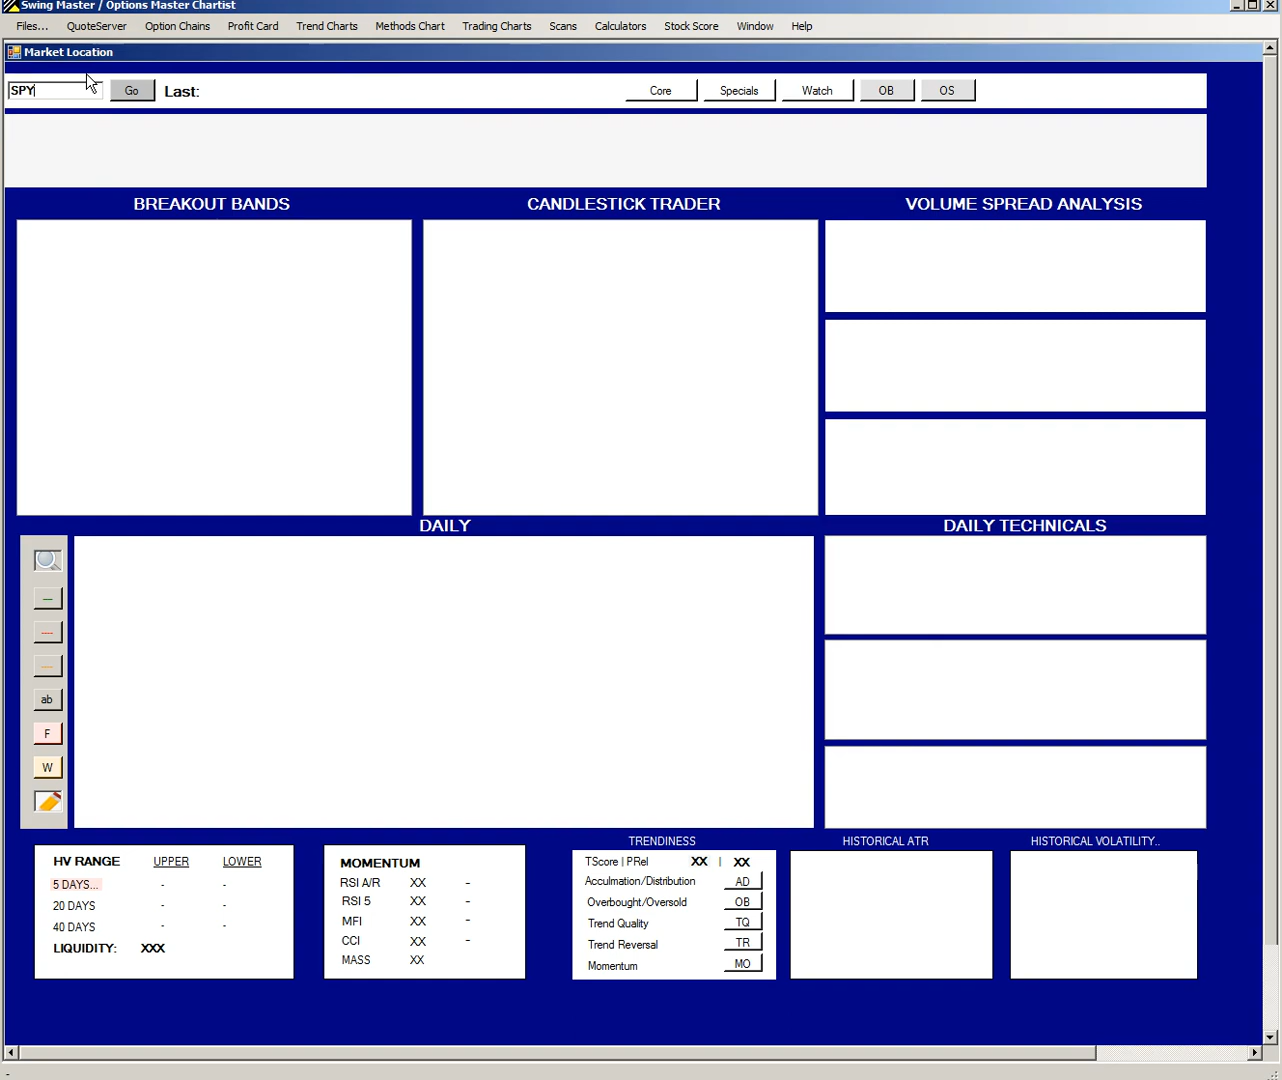 Swing Master / Options Master Chartist
Files... QuoteServer Option Chains Profit Card Trend Charts Methods Chart Trading Charts Scans Calculators Stock Score Window Help
Market Location
SPY Go Last: Core Specials Watch OB OS
BREAKOUT BANDS CANDLESTICK TRADER VOLUME SPREAD ANALYSIS
DAILY DAILY TECHNICALS
ab
F
W
TRENDINESS HISTORICAL ATR HISTORICAL VOLATILITY..
HV RANGE UPPER LOWER
5 DAYS... - -
20 DAYS - -
40 DAYS - -
LIQUIDITY: XXX
MOMENTUM
RSI A/R XX -
RSI 5 XX -
MFI XX -
CCI XX -
MASS XX
TScore | PRel XX | XX
Acculmation/Distribution AD
Overbought/Oversold OB
Trend Quality TQ
Trend Reversal TR
Momentum MO
-